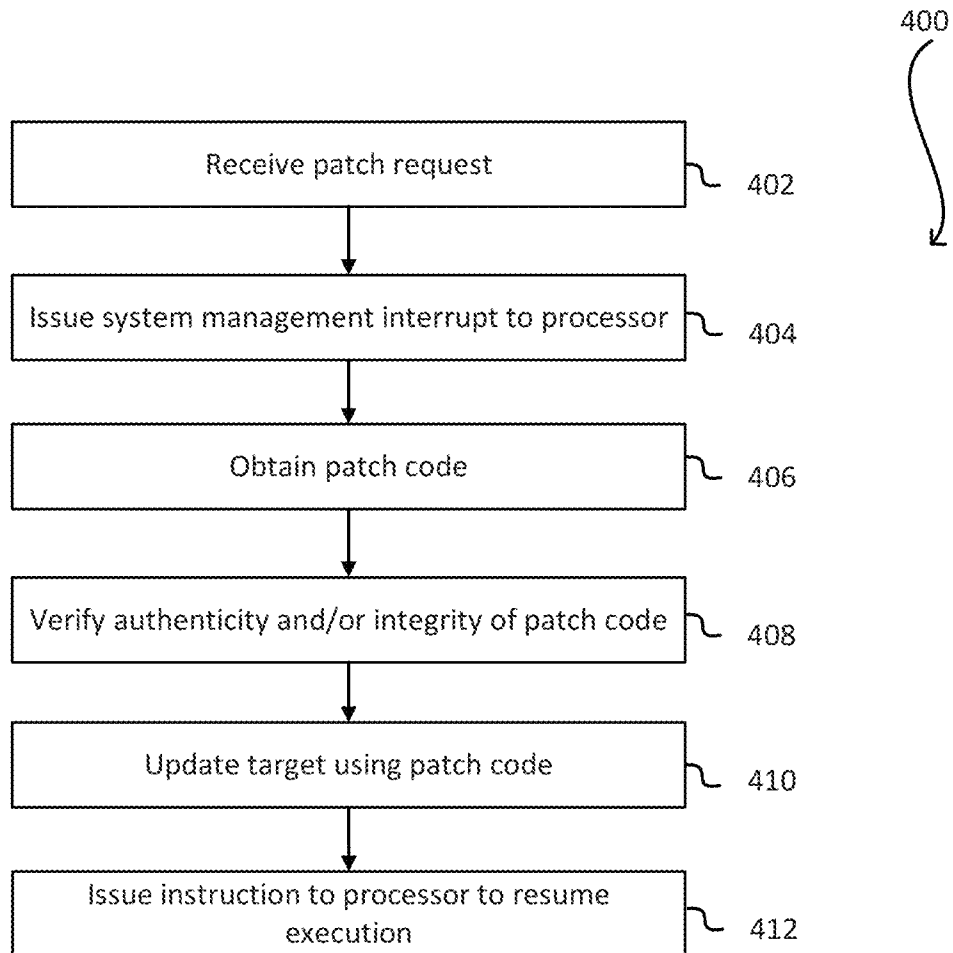 400
Receive patch request
402
Issue system management interrupt to processor
404
Obtain patch code
406
Verify authenticity and/or integrity of patch code
408
Update target using patch code
410
Issue instruction to processor to resume
execution
412